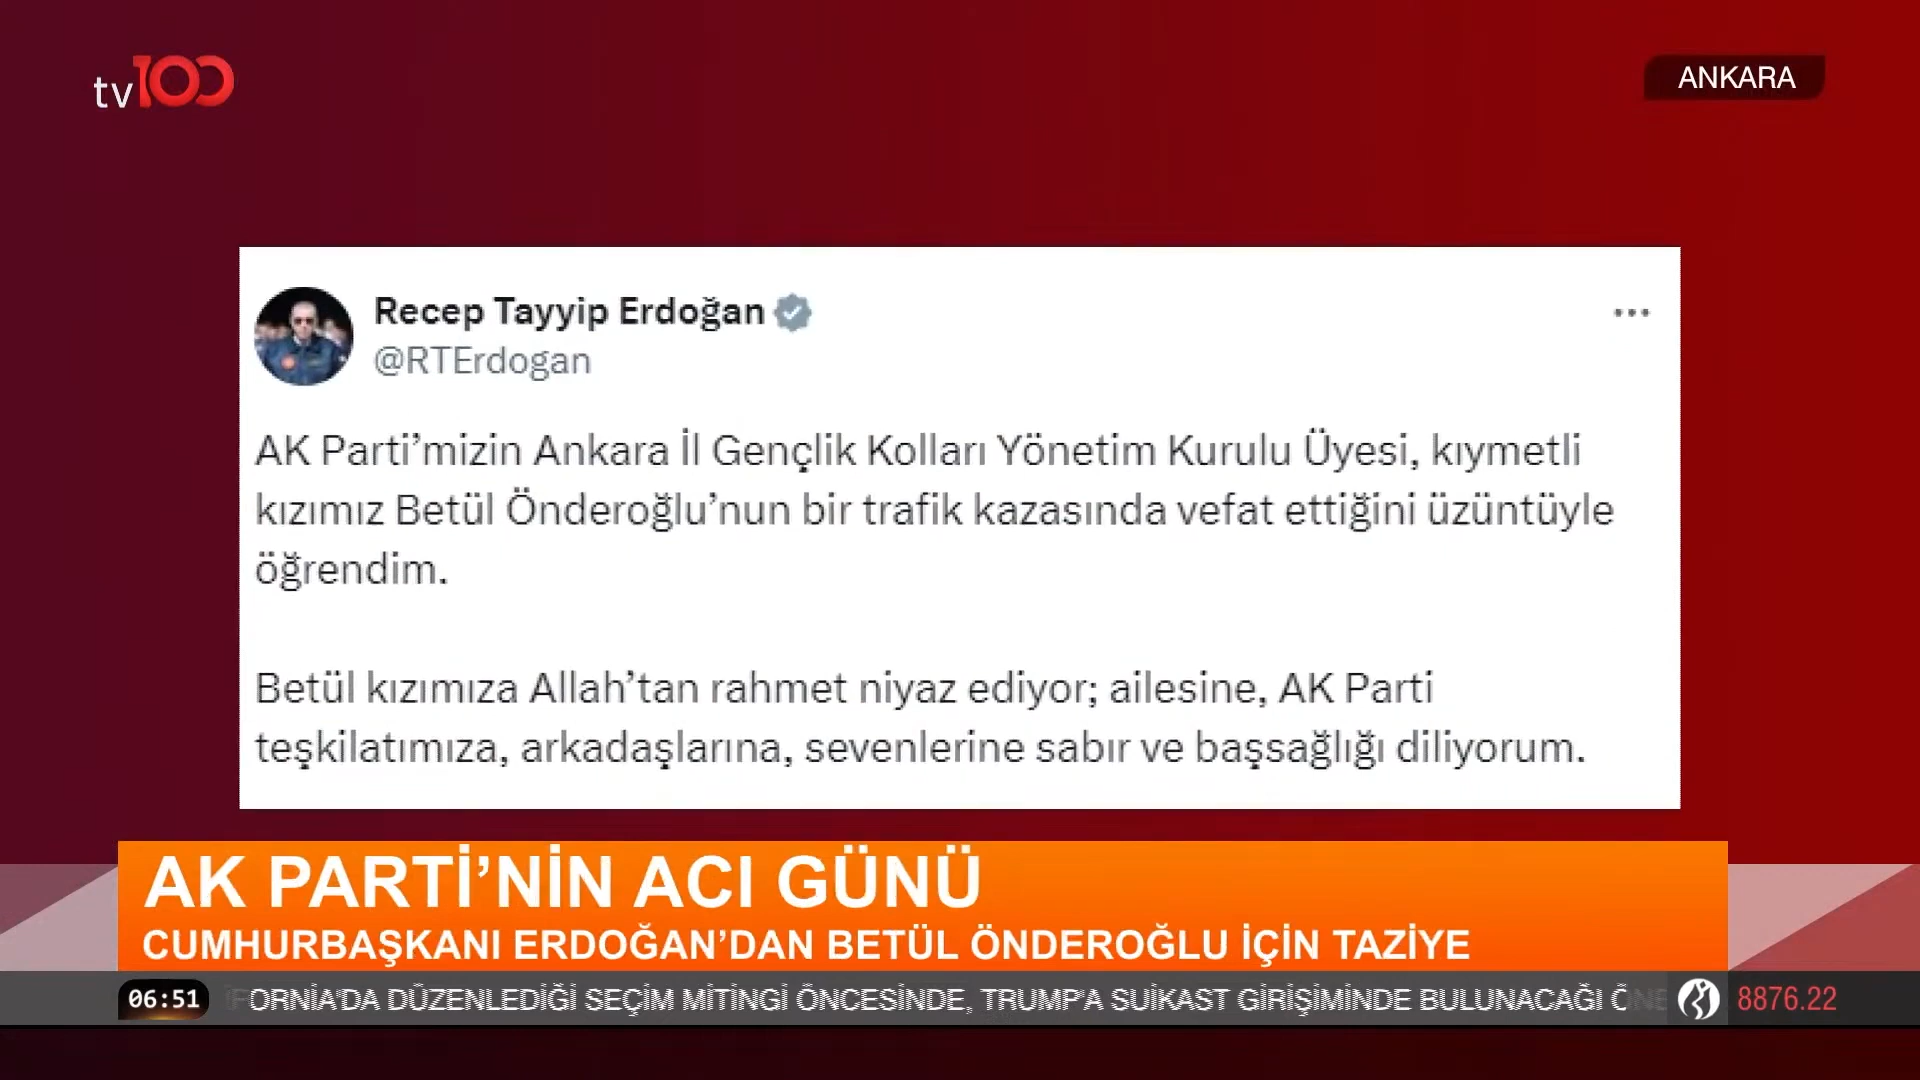 tv100
ANKARA
Recep Tayyip Erdoğan
@RTErdogan
AK Parti’mizin Ankara İl Gençlik Kolları Yönetim Kurulu Üyesi, kıymetli
kızımız Betül Önderoğlu’nun bir trafik kazasında vefat ettiğini üzüntüyle
öğrendim.
Betül kızımıza Allah’tan rahmet niyaz ediyor; ailesine, AK Parti
teşkilatımıza, arkadaşlarına, sevenlerine sabır ve başsağlığı diliyorum.
AK PARTİ’NİN ACI GÜNÜ
CUMHURBAŞKANI ERDOĞAN’DAN BETÜL ÖNDEROĞLU İÇİN TAZİYE
06:51
DÜZENLEDİĞİ SEÇİM MİTİNGİ ÖNCESİNDE, TRUMP'A SUİKAST GİRİŞİMİNDE BULUNACAĞI
8876.22